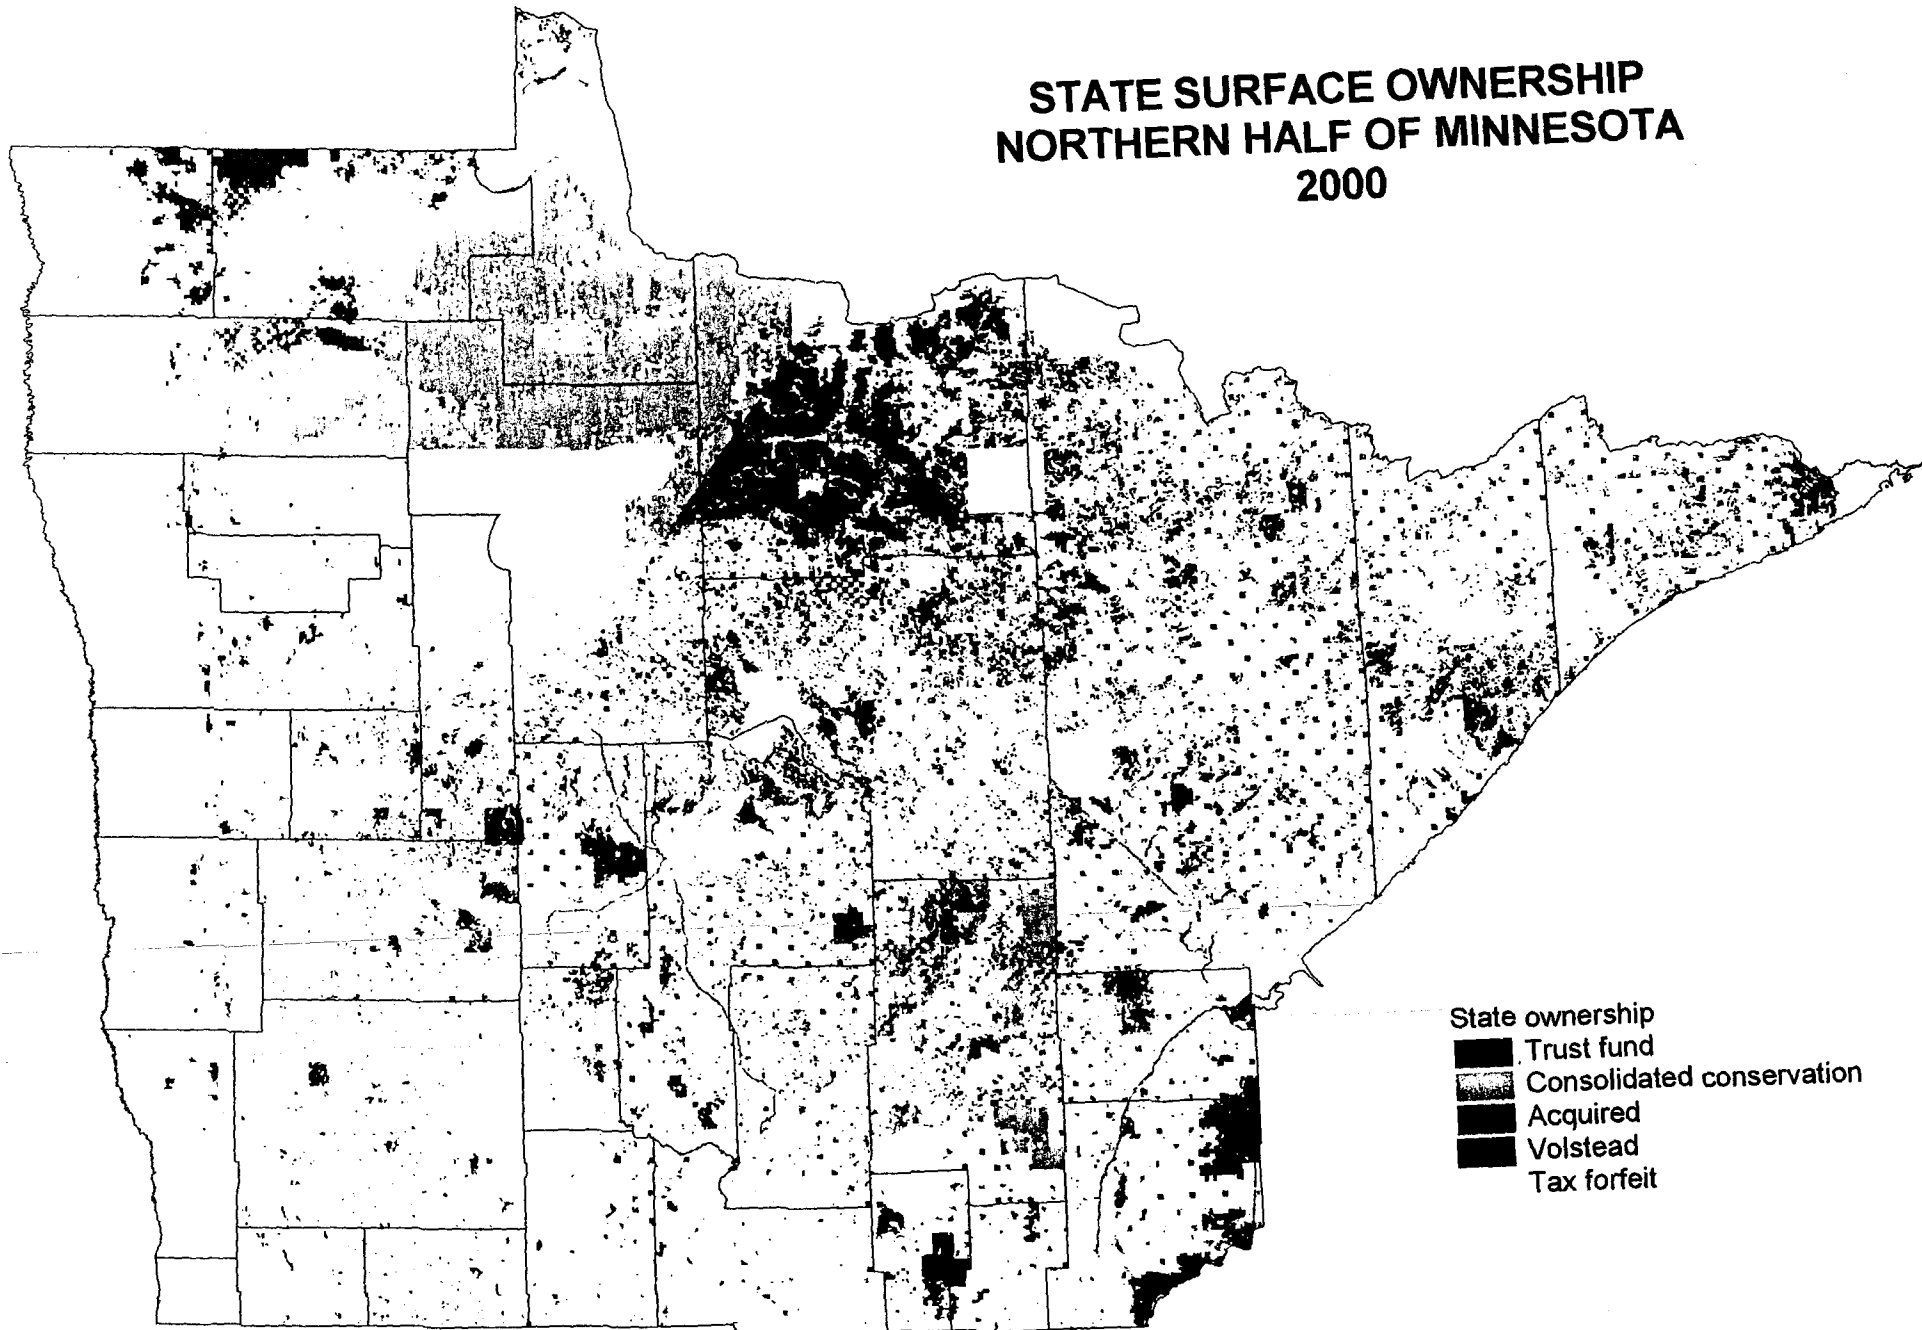 STATE SURFACE OWNERSHIP
NORTHERN HALF OF MINNESOTA
2000
State ownership
Trust fund
Consolidated conservation
Acquired
Volstead
Tax forfeit